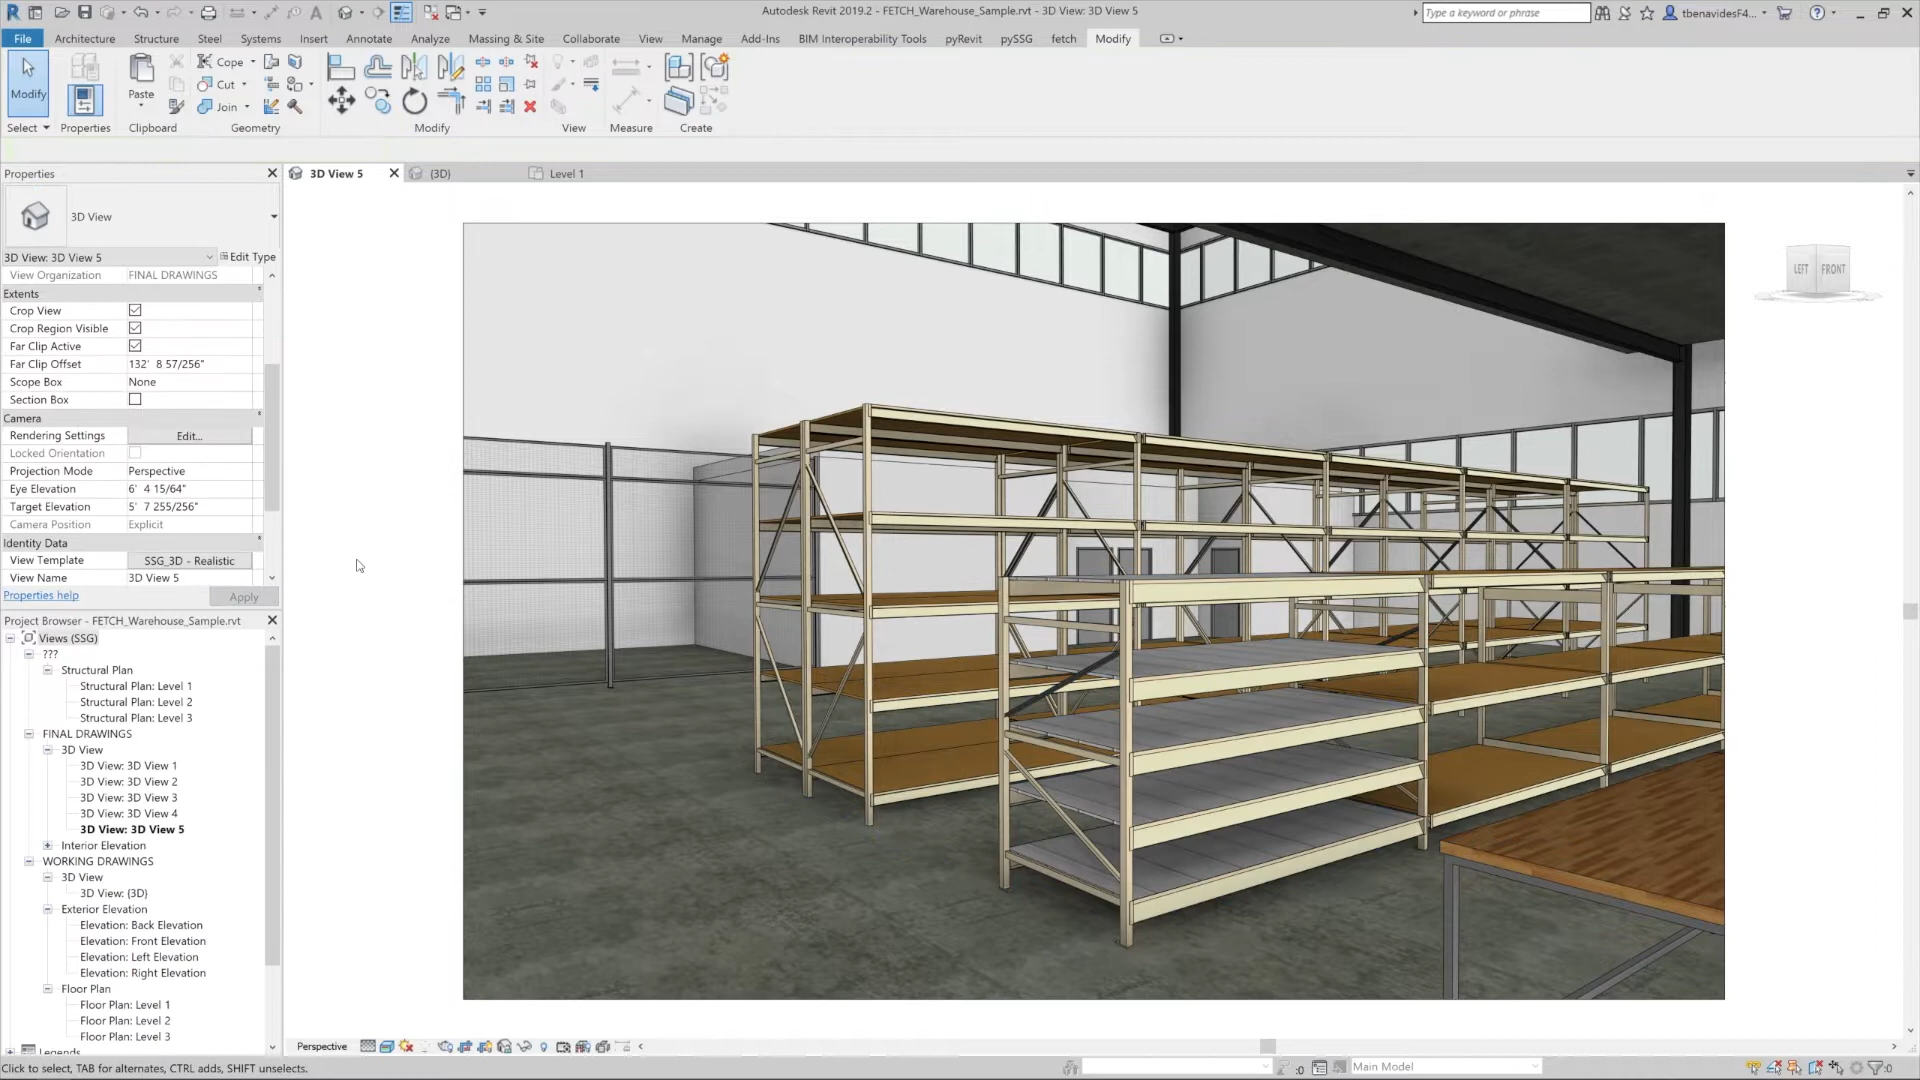 Autodesk Revit 2019.2 - FETCH_Warehouse_Sample.rvt - 3D View: 3D View 5
Type a keyword or phrase
tbenavidesF4...
File Architecture Structure Steel Systems Insert Annotate Analyze Massing & Site Collaborate View Manage Add-Ins BIM Interoperability Tools pyRevit pySSG fetch Modify
Cope
Modify Paste Cut
Join
Select Properties Clipboard Geometry Modify View Measure Create
Properties
3D View 5 {3D} Level 1
3D View
3D View: 3D View 5 Edit Type
View Organization FINAL DRAWINGS
Extents
Crop View
Crop Region Visible
Far Clip Active
Far Clip Offset 132' 8 57/256"
Scope Box None
Section Box
Camera
Rendering Settings Edit...
Locked Orientation
Projection Mode Perspective
Eye Elevation 6' 4 15/64"
Target Elevation 5' 7 255/256"
Camera Position Explicit
Identity Data
View Template SSG_3D - Realistic
View Name 3D View 5
Properties help Apply
LEFT FRONT
Project Browser - FETCH_Warehouse_Sample.rvt
Views (SSG)
???
Structural Plan
Structural Plan: Level 1
Structural Plan: Level 2
Structural Plan: Level 3
FINAL DRAWINGS
3D View
3D View: 3D View 1
3D View: 3D View 2
3D View: 3D View 3
3D View: 3D View 4
3D View: 3D View 5
Interior Elevation
WORKING DRAWINGS
3D View
3D View: {3D}
Exterior Elevation
Elevation: Back Elevation
Elevation: Front Elevation
Elevation: Left Elevation
Elevation: Right Elevation
Floor Plan
Floor Plan: Level 1
Floor Plan: Level 2
Floor Plan: Level 3
Legends
Perspective
Click to select, TAB for alternates, CTRL adds, SHIFT unselects.
:0 Main Model :0